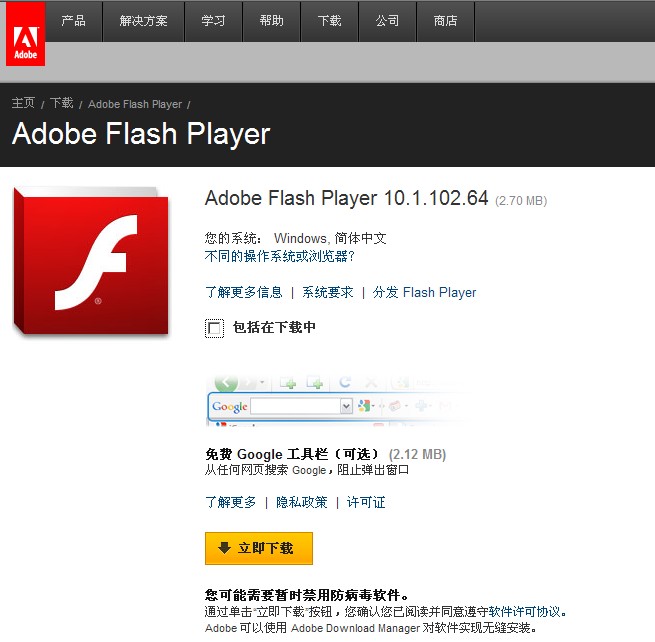 产品 解决方案 学习 帮助 下载 公司 商店
Adobe
主页 / 下载 / Adobe Flash Player /
Adobe Flash Player
Adobe Flash Player 10.1.102.64 (2.70 MB)
您的系统： Windows, 简体中文
不同的操作系统或浏览器?
了解更多信息 | 系统要求 | 分发 Flash Player
®
包括在下载中
Google
免费 Google 工具栏（可选） (2.12 MB)
从任何网页搜索 Google，阻止弹出窗口
了解更多 | 隐私政策 | 许可证
立即下载
您可能需要暂时禁用防病毒软件。
通过单击“立即下载”按钮，您确认您已阅读并同意遵守软件许可协议。
Adobe 可以使用 Adobe Download Manager 对软件实现无缝安装。